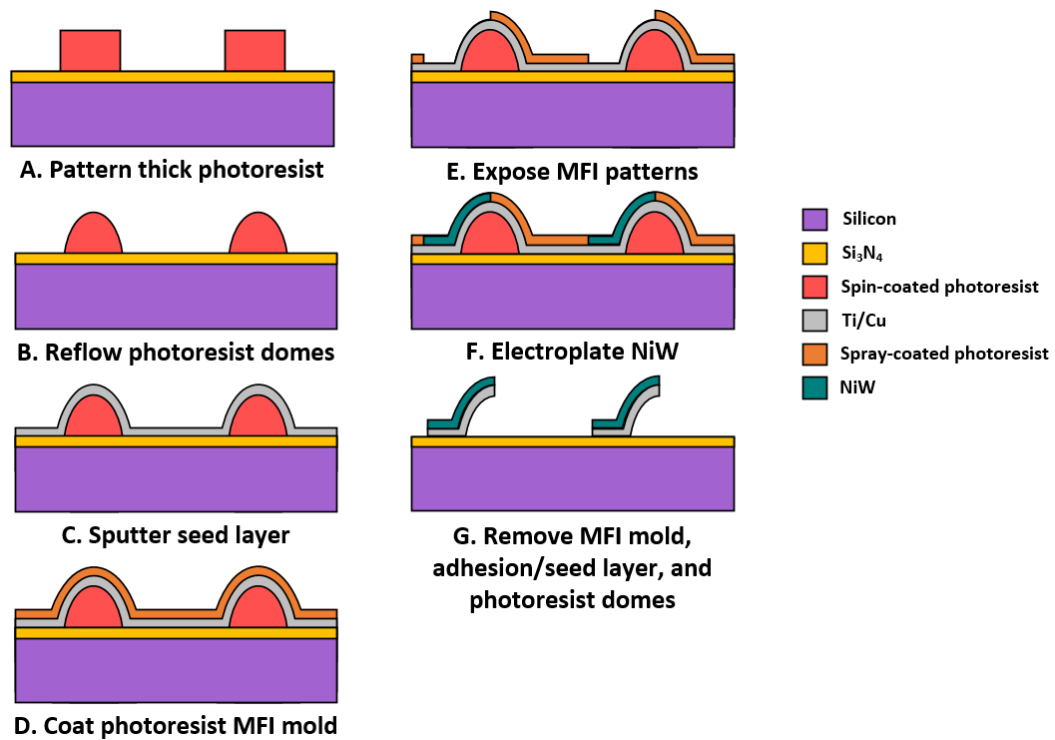 A. Pattern thick photoresist
B. Reflow photoresist domes
C. Sputter seed layer
D. Coat photoresist MFI mold
E. Expose MFI patterns
F. Electroplate NiW
G. Remove MFI mold,
adhesion/seed layer, and
photoresist domes
Silicon
Si₃N₄
Spin-coated photoresist
Ti/Cu
Spray-coated photoresist
NiW